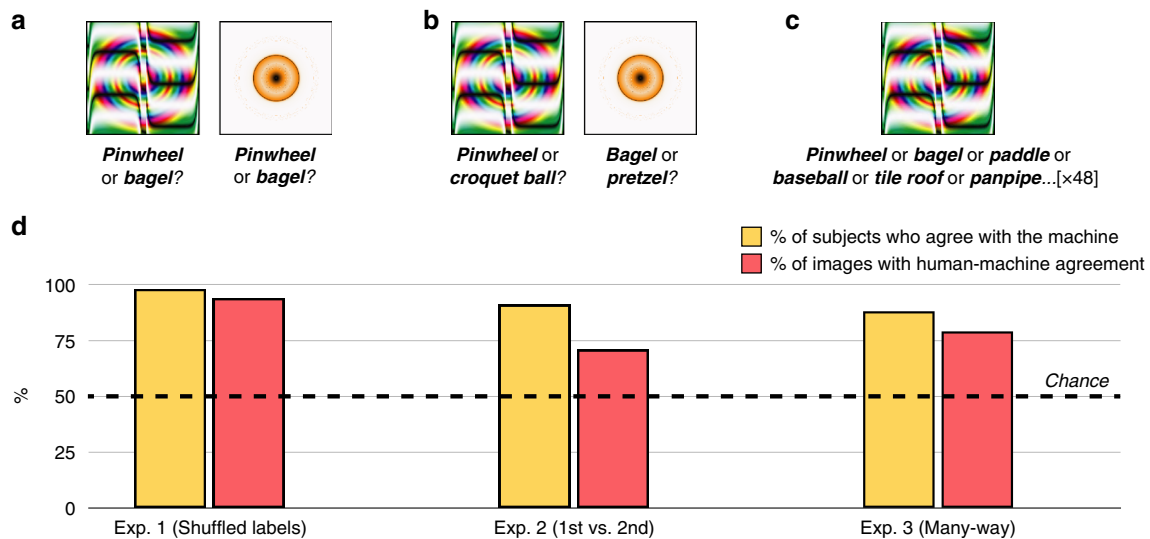 a
b
c
Pinwheel
or bagel?
Pinwheel
or bagel?
Pinwheel or
croquet ball?
Bagel or
pretzel?
Pinwheel or bagel or paddle or
baseball or tile roof or panpipe...[×48]
d
% of subjects who agree with the machine
% of images with human-machine agreement
100
75
50
25
0
%
Chance
Exp. 1 (Shuffled labels)
Exp. 2 (1st vs. 2nd)
Exp. 3 (Many-way)